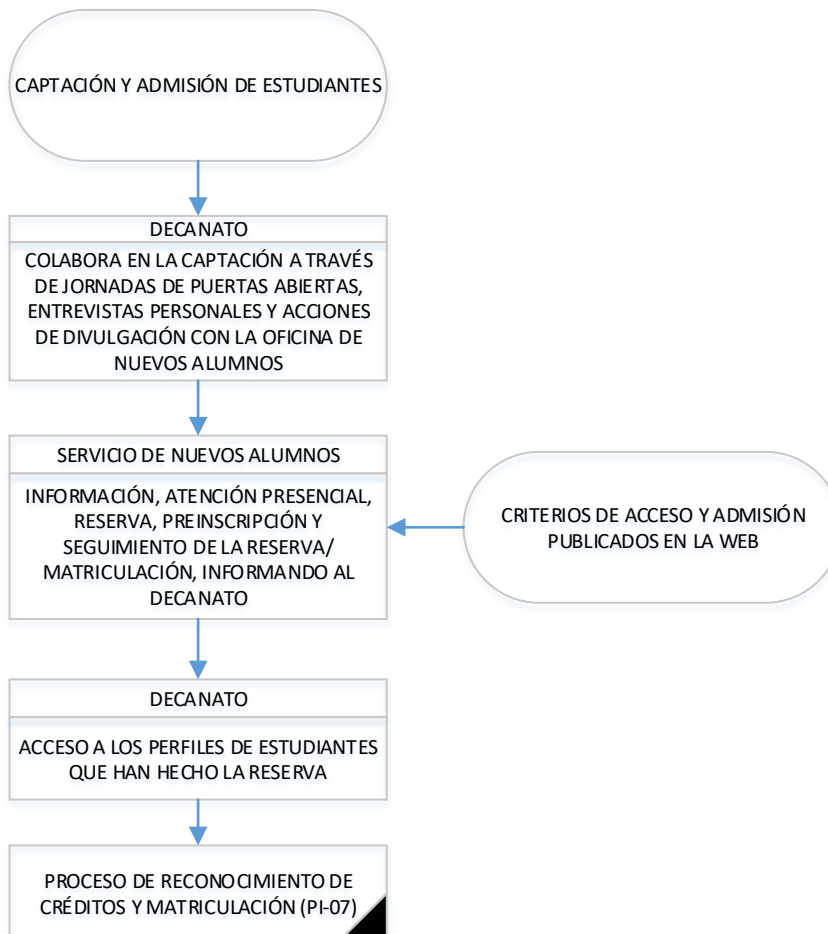 CAPTACIÓN Y ADMISIÓN DE ESTUDIANTES
DECANATO
COLABORA EN LA CAPTACIÓN A TRAVÉS
DE JORNADAS DE PUERTAS ABIERTAS,
ENTREVISTAS PERSONALES Y ACCIONES
DE DIVULGACIÓN CON LA OFICINA DE
NUEVOS ALUMNOS
SERVICIO DE NUEVOS ALUMNOS
INFORMACIÓN, ATENCIÓN PRESENCIAL,
RESERVA, PREINSCRIPCIÓN Y
SEGUIMIENTO DE LA RESERVA/
MATRICULACIÓN, INFORMANDO AL
DECANATO
CRITERIOS DE ACCESO Y ADMISIÓN
PUBLICADOS EN LA WEB
DECANATO
ACCESO A LOS PERFILES DE ESTUDIANTES
QUE HAN HECHO LA RESERVA
PROCESO DE RECONOCIMIENTO DE
CRÉDITOS Y MATRICULACIÓN (PI-07)